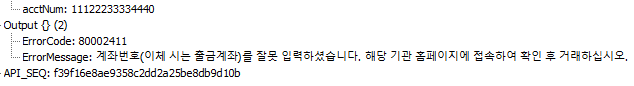 acctNum: 11122233334440
Output {} (2)
ErrorCode: 80002411
ErrorMessage: 계좌번호(이체 시는 출금계좌)를 잘못 입력하셨습니다. 해당 기관 홈페이지에 접속하여 확인 후 거래하십시오.
API_SEQ: f39f16e8ae9358c2dd2a25be8db9d10b